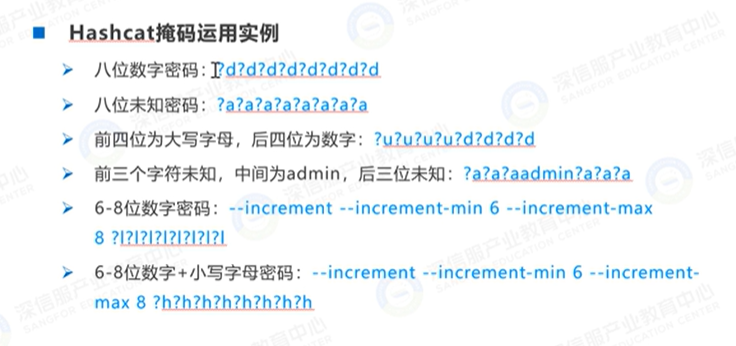 Hashcat掩码运用实例
八位数字密码：?d?d?d?d?d?d?d?d
八位未知密码：?a?a?a?a?a?a?a?a
前四位为大写字母，后四位为数字：?u?u?u?u?d?d?d?d
前三个字符未知，中间为admin，后三位未知：?a?a?aadmin?a?a?a
6-8位数字密码：--increment --increment-min 6 --increment-max
8 ?l?l?l?l?l?l?l?l
6-8位数字+小写字母密码：--increment --increment-min 6 --increment-
max 8 ?h?h?h?h?h?h?h?h
深信服产业教育中心
SANGFOR EDUCATION CENTER